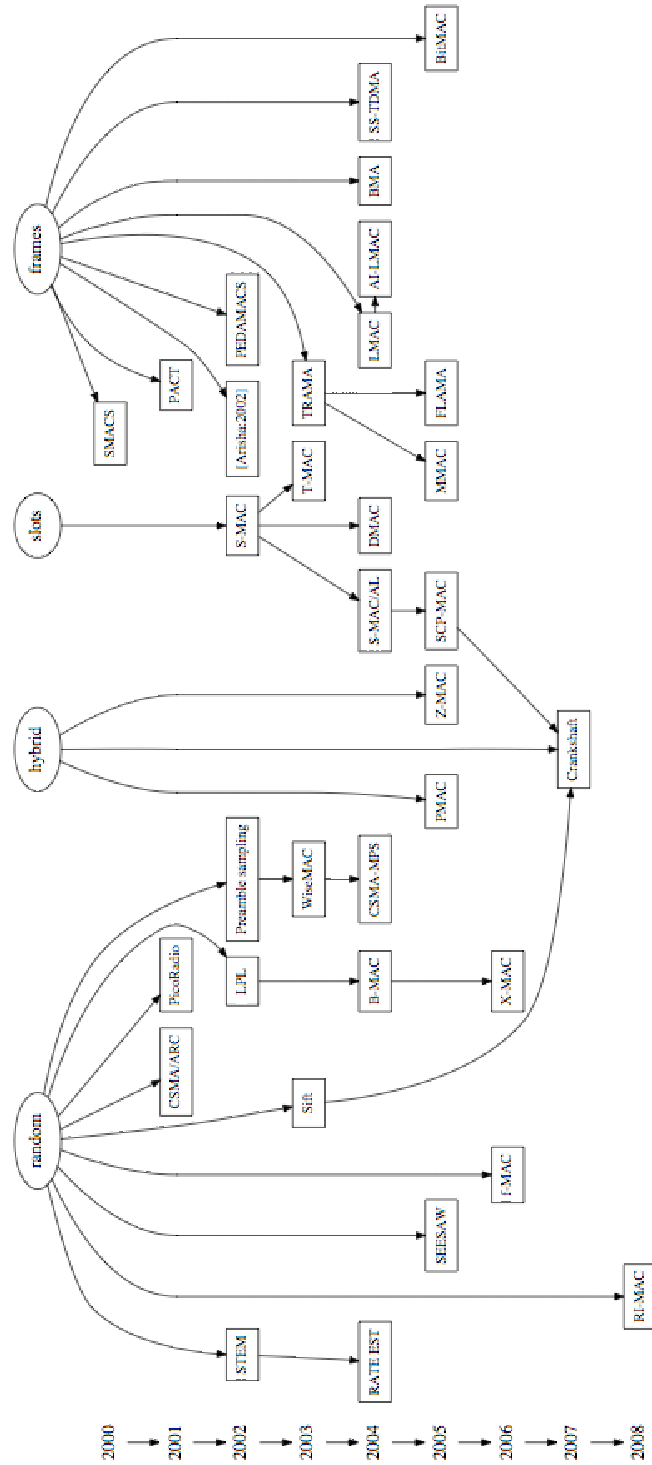 random
hybrid
slots
frames
2000
SMACS
2001
CSMA/ARC
PicoRadio
PACT
2002
STEM
LPL
Preamble sampling
S-MAC
[Arisha:2002]
PEDAMACS
2003
Sift
WiseMAC
T-MAC
TRAMA
2004
RATE EST
B-MAC
CSMA-MPS
S-MAC/AL
DMAC
LMAC
AI-LMAC
BMA
SS-TDMA
2005
SEESAW
PMAC
Z-MAC
SCP-MAC
MMAC
FLAMA
BitMAC
2006
f-MAC
X-MAC
2007
Crankshaft
2008
RI-MAC